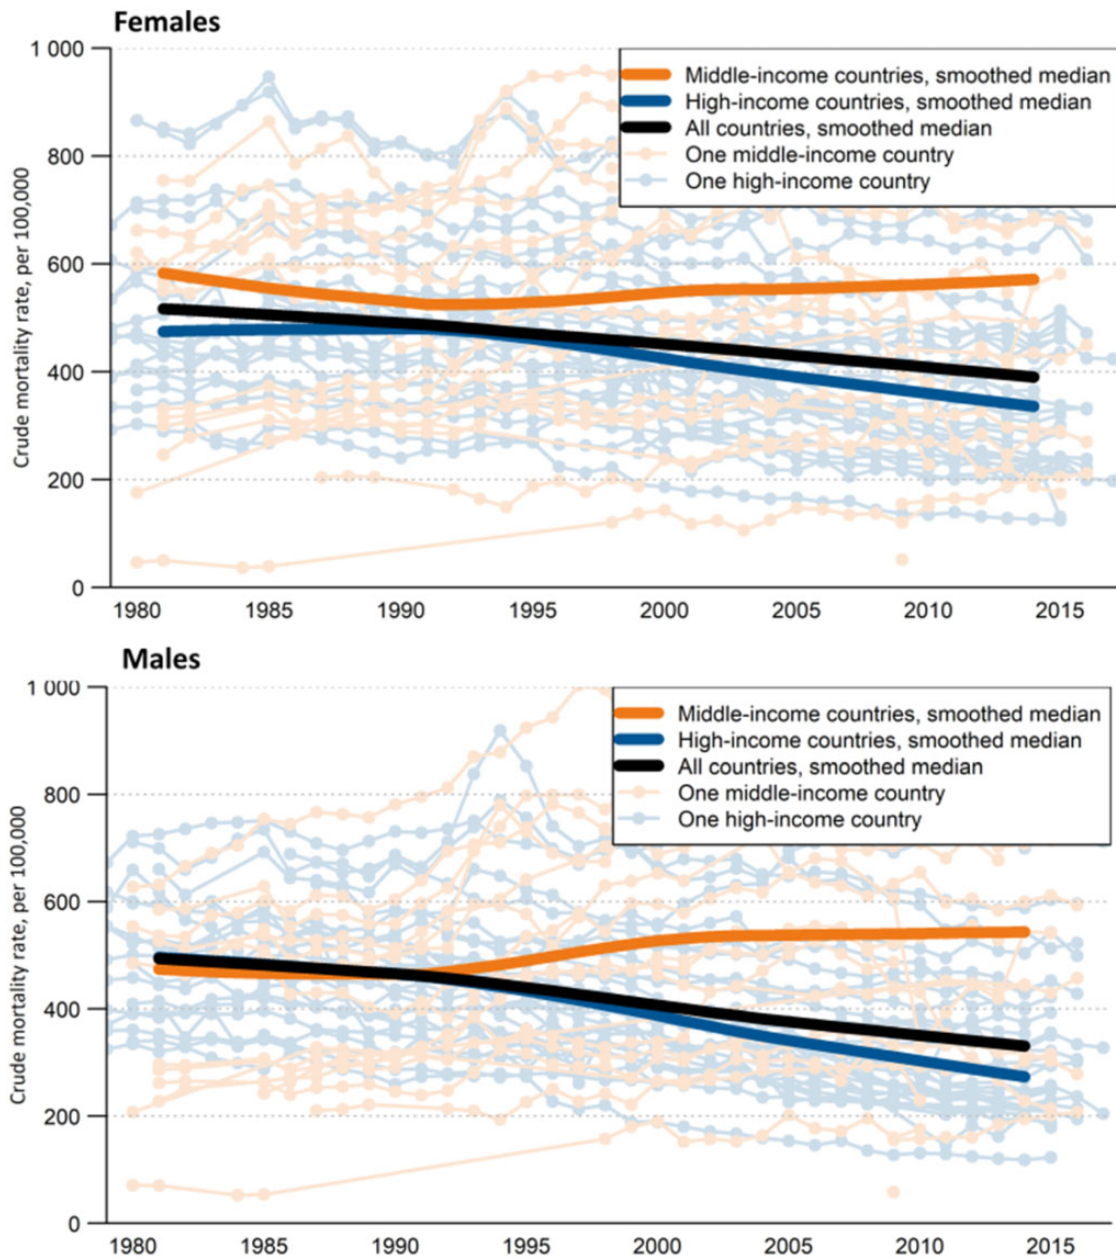 Females
1 000
800
600
400
200
0
Crude mortality rate, per 100,000
Middle-income countries, smoothed median
High-income countries, smoothed median
All countries, smoothed median
One middle-income country
One high-income country
1980 1985 1990 1995 2000 2005 2010 2015
Males
1 000
800
600
400
200
0
Crude mortality rate, per 100,000
Middle-income countries, smoothed median
High-income countries, smoothed median
All countries, smoothed median
One middle-income country
One high-income country
1980 1985 1990 1995 2000 2005 2010 2015